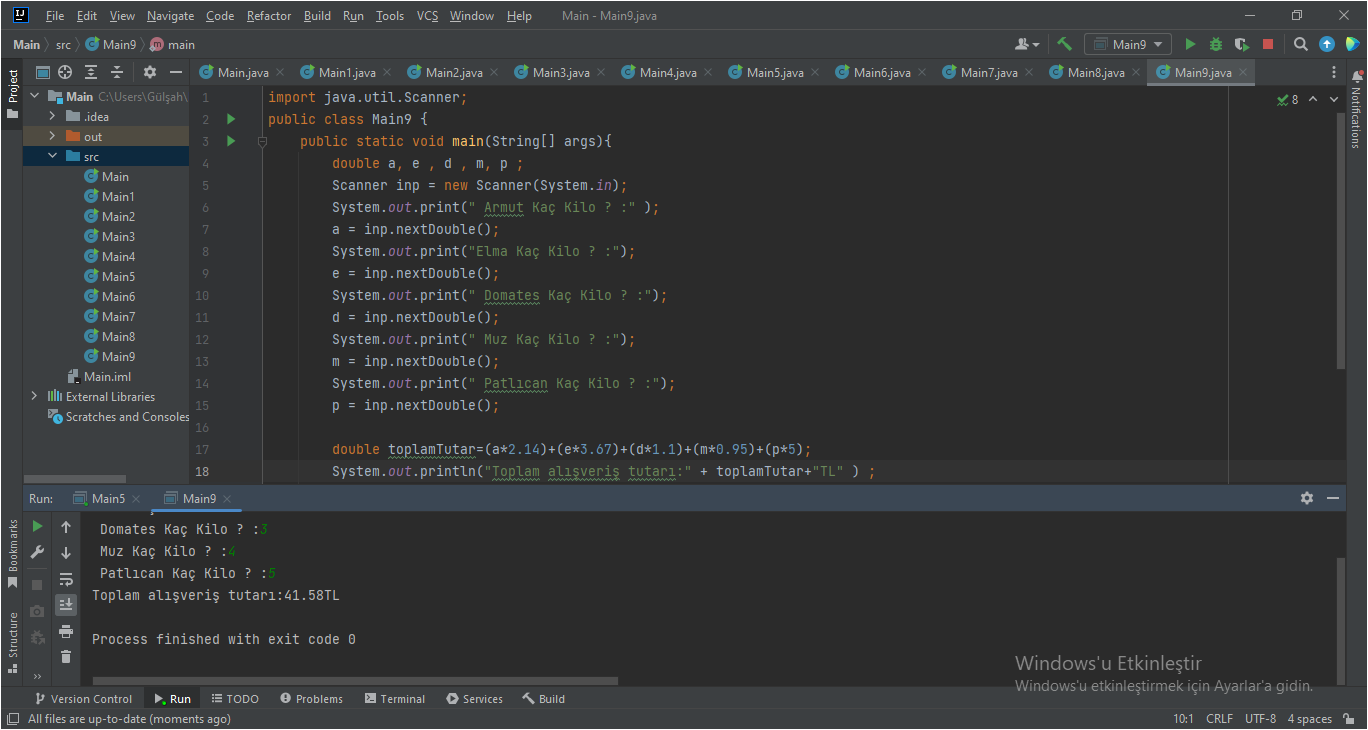 File Edit View Navigate Code Refactor Build Run Tools VCS Window Help Main - Main9.java
Main src Main9 main Main9
Project
Main.java Main1.java Main2.java Main3.java Main4.java Main5.java Main6.java Main7.java Main8.java Main9.java
Notifications
Main C:\Users\Gülşah\
.idea
out
src
Main
Main1
Main2
Main3
Main4
Main5
Main6
Main7
Main8
Main9
Main.iml
External Libraries
Scratches and Consoles
8
1 import java.util.Scanner;
2 public class Main9 {
3 public static void main(String[] args){
4 double a, e , d , m, p ;
5 Scanner inp = new Scanner(System.in);
6 System.out.print(" Armut Kaç Kilo ? :" );
7 a = inp.nextDouble();
8 System.out.print("Elma Kaç Kilo ? :");
9 e = inp.nextDouble();
10 System.out.print(" Domates Kaç Kilo ? :");
11 d = inp.nextDouble();
12 System.out.print(" Muz Kaç Kilo ? :");
13 m = inp.nextDouble();
14 System.out.print(" Patlıcan Kaç Kilo ? :");
15 p = inp.nextDouble();
16
17 double toplamTutar=(a*2.14)+(e*3.67)+(d*1.1)+(m*0.95)+(p*5);
18 System.out.println("Toplam alışveriş tutarı:" + toplamTutar+"TL" ) ;
Run: Main5 Main9
Domates Kaç Kilo ? :3
Muz Kaç Kilo ? :4
Patlıcan Kaç Kilo ? :5
Toplam alışveriş tutarı:41.58TL
Process finished with exit code 0
Bookmarks
Structure
Windows'u Etkinleştir
Windows'u etkinleştirmek için Ayarlar'a gidin.
Version Control Run TODO Problems Terminal Services Build
All files are up-to-date (moments ago) 10:1 CRLF UTF-8 4 spaces